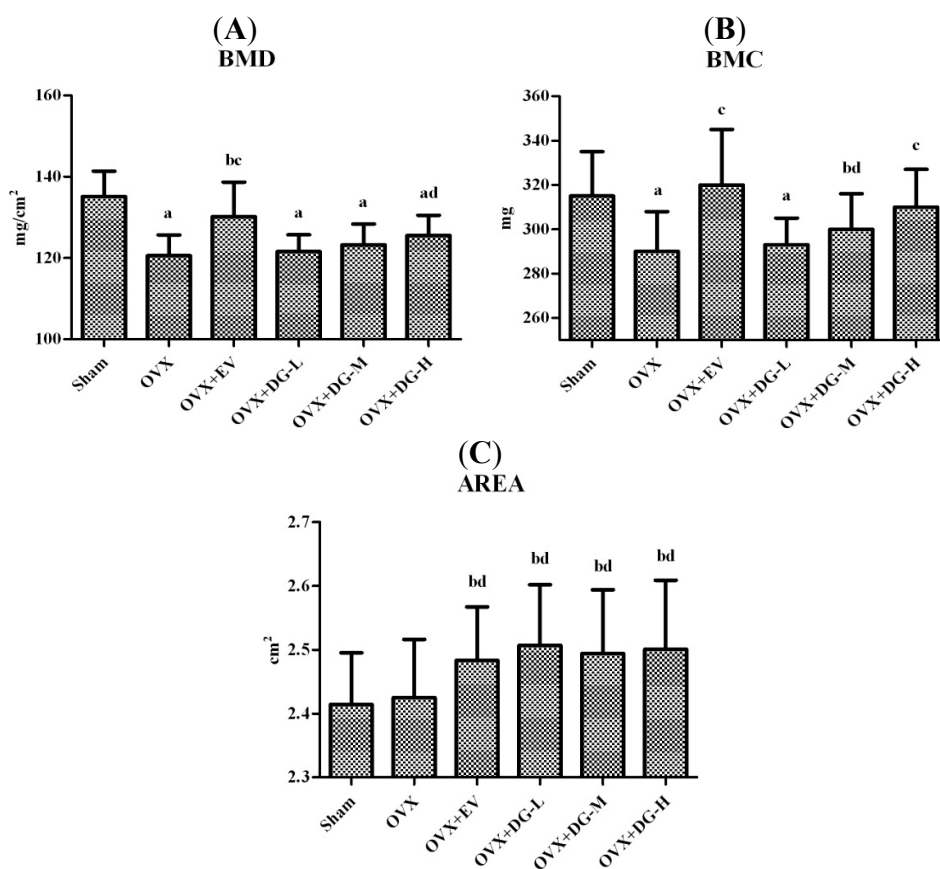 (A)
BMD
160
140
120
100
mg/cm²
a
bc
a
a
ad
Sham
OVX
OVX+EV
OVX+DG-L
OVX+DG-M
OVX+DG-H
(B)
BMC
360
340
320
300
280
260
mg
a
c
a
bd
c
Sham
OVX
OVX+EV
OVX+DG-L
OVX+DG-M
OVX+DG-H
(C)
AREA
2.7
2.6
2.5
2.4
2.3
cm²
bd
bd
bd
bd
Sham
OVX
OVX+EV
OVX+DG-L
OVX+DG-M
OVX+DG-H